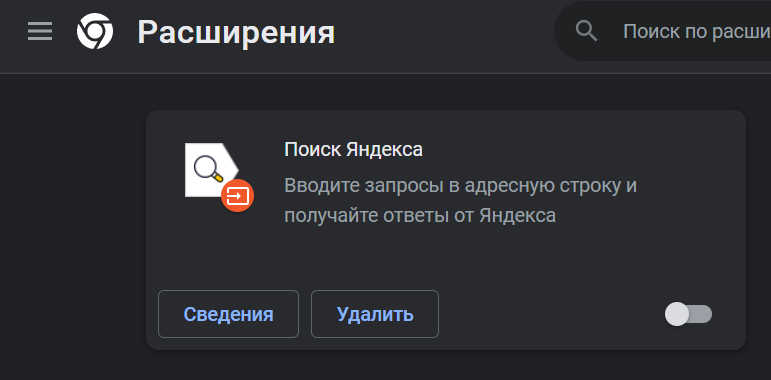 Расширения
Поиск по расши
Поиск Яндекса
Вводите запросы в адресную строку и
получайте ответы от Яндекса
Сведения
Удалить